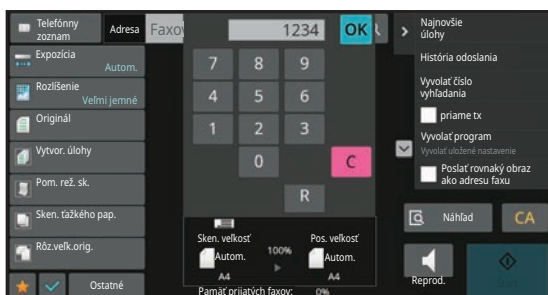 Telefónny
zoznam
Adresa
Faxov
1234
OK
Najnovšie
úlohy
Expozícia
Autom.
História odoslania
Rozlíšenie
Veľmi jemné
Vyvolať číslo
vyhľadania
Originál
priame tx
Vytvor. úlohy
Vyvolať program
Vyvolať uložené nastavenie
Pom. rež. sk.
Poslať rovnaký obraz
ako adresu faxu
Sken. ťažkého pap.
Rôz.veľk.orig.
Ostatné
7 8 9
4 5 6
1 2 3
0 C
R
Sken. veľkosť
Pos. veľkosť
100%
Autom.
Autom.
A4
A4
Pamäť prijatých faxov: 0%
Náhľad
CA
Reprod.
Štart